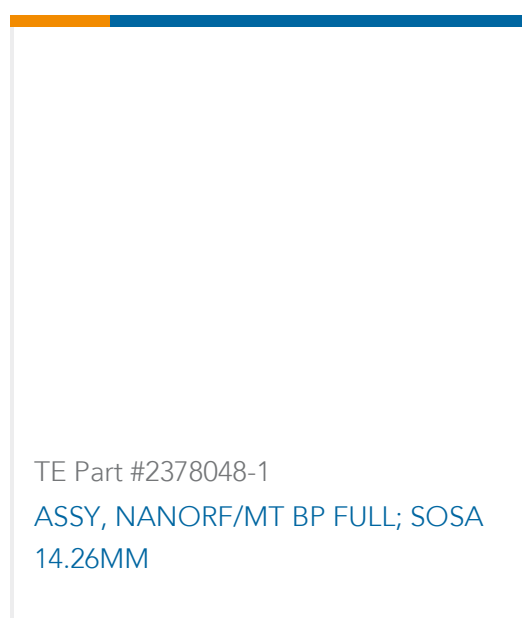 TE Part #2378048-1
ASSY, NANORF/MT BP FULL; SOSA
14.26MM